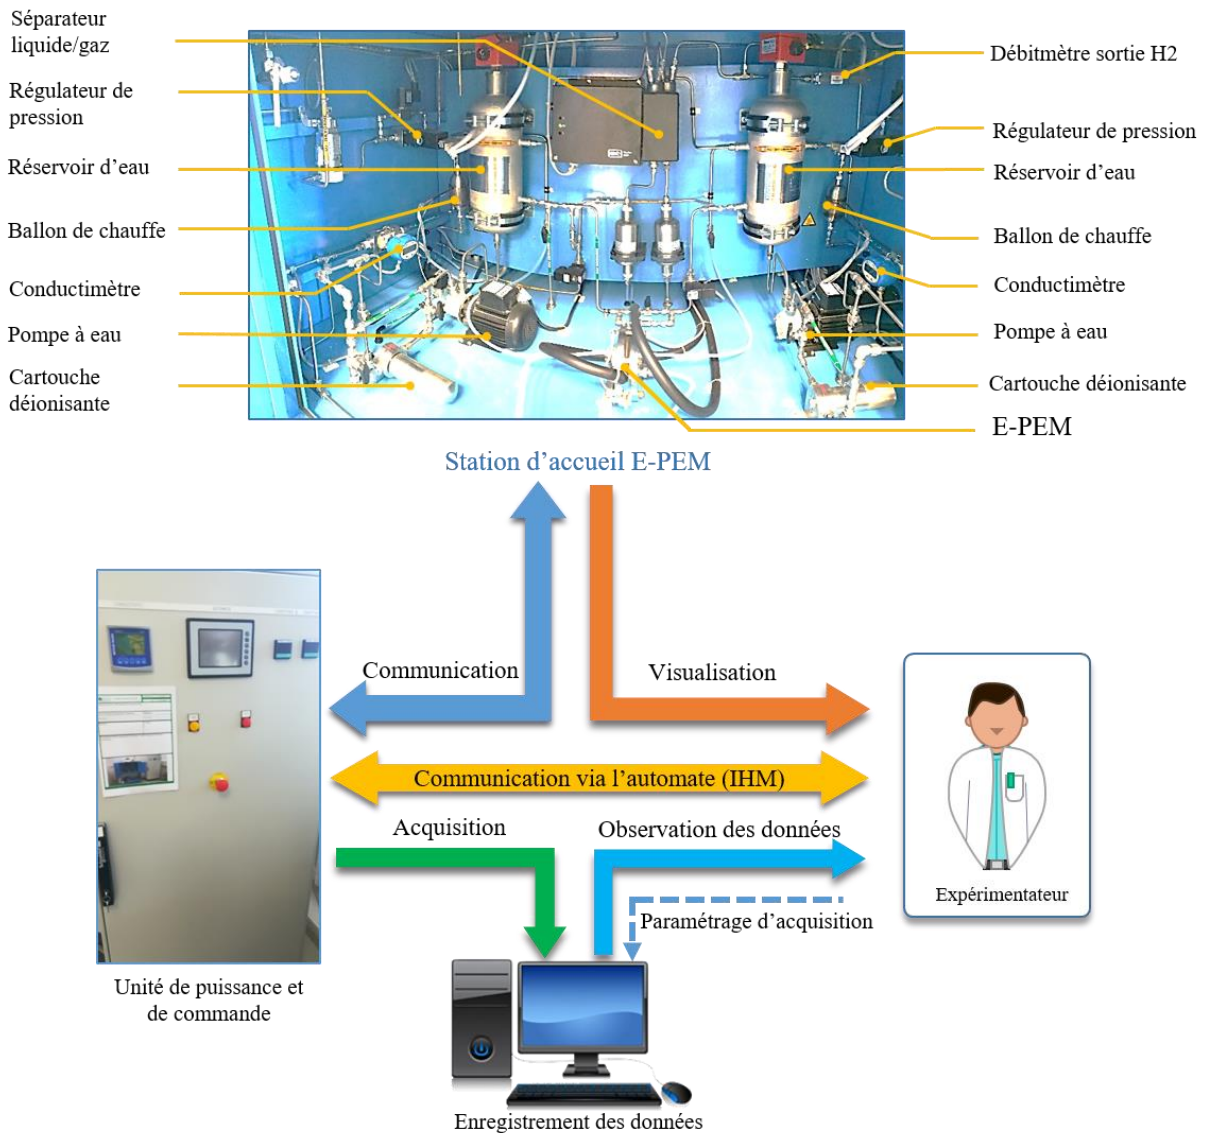 Séparateur
liquide/gaz
Régulateur de
pression
Réservoir d'eau
Ballon de chauffe
Conductimètre
Pompe à eau
Cartouche
déionisante
Débitmètre sortie H2
Régulateur de pression
Réservoir d'eau
Ballon de chauffe
Conductimètre
Pompe à eau
Cartouche déionisante
E-PEM
Station d'accueil E-PEM
Communication
Visualisation
Communication via l'automate (IHM)
Acquisition
Observation des données
Paramétrage d'acquisition
Expérimentateur
Unité de puissance et
de commande
Enregistrement des données